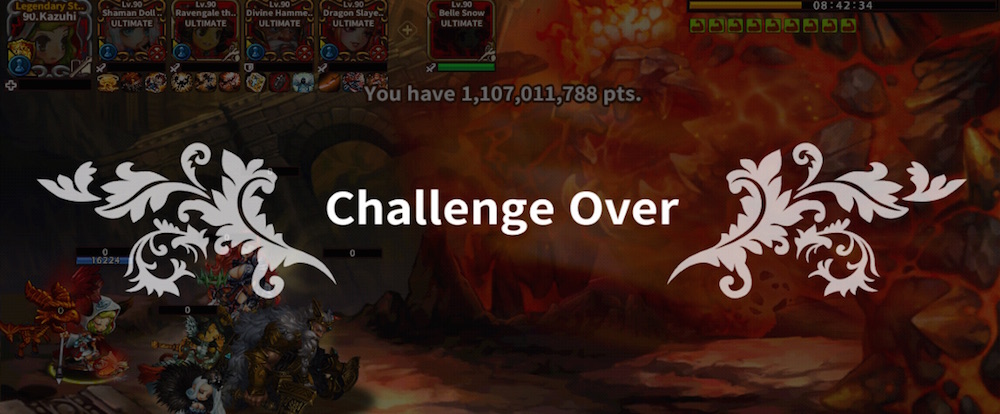 Legendary St..
90. Kazuhi
Lv.90
Shaman Doll ..
ULTIMATE
Lv.90
Ravengale th..
ULTIMATE
Lv.90
Divine Hamme..
ULTIMATE
Lv.90
Dragon Slaye..
ULTIMATE
Lv.90
Belle Snow
ULTIMATE
08:42:34
You have 1,107,011,788 pts.
Challenge Over
0
16224
0
0
0